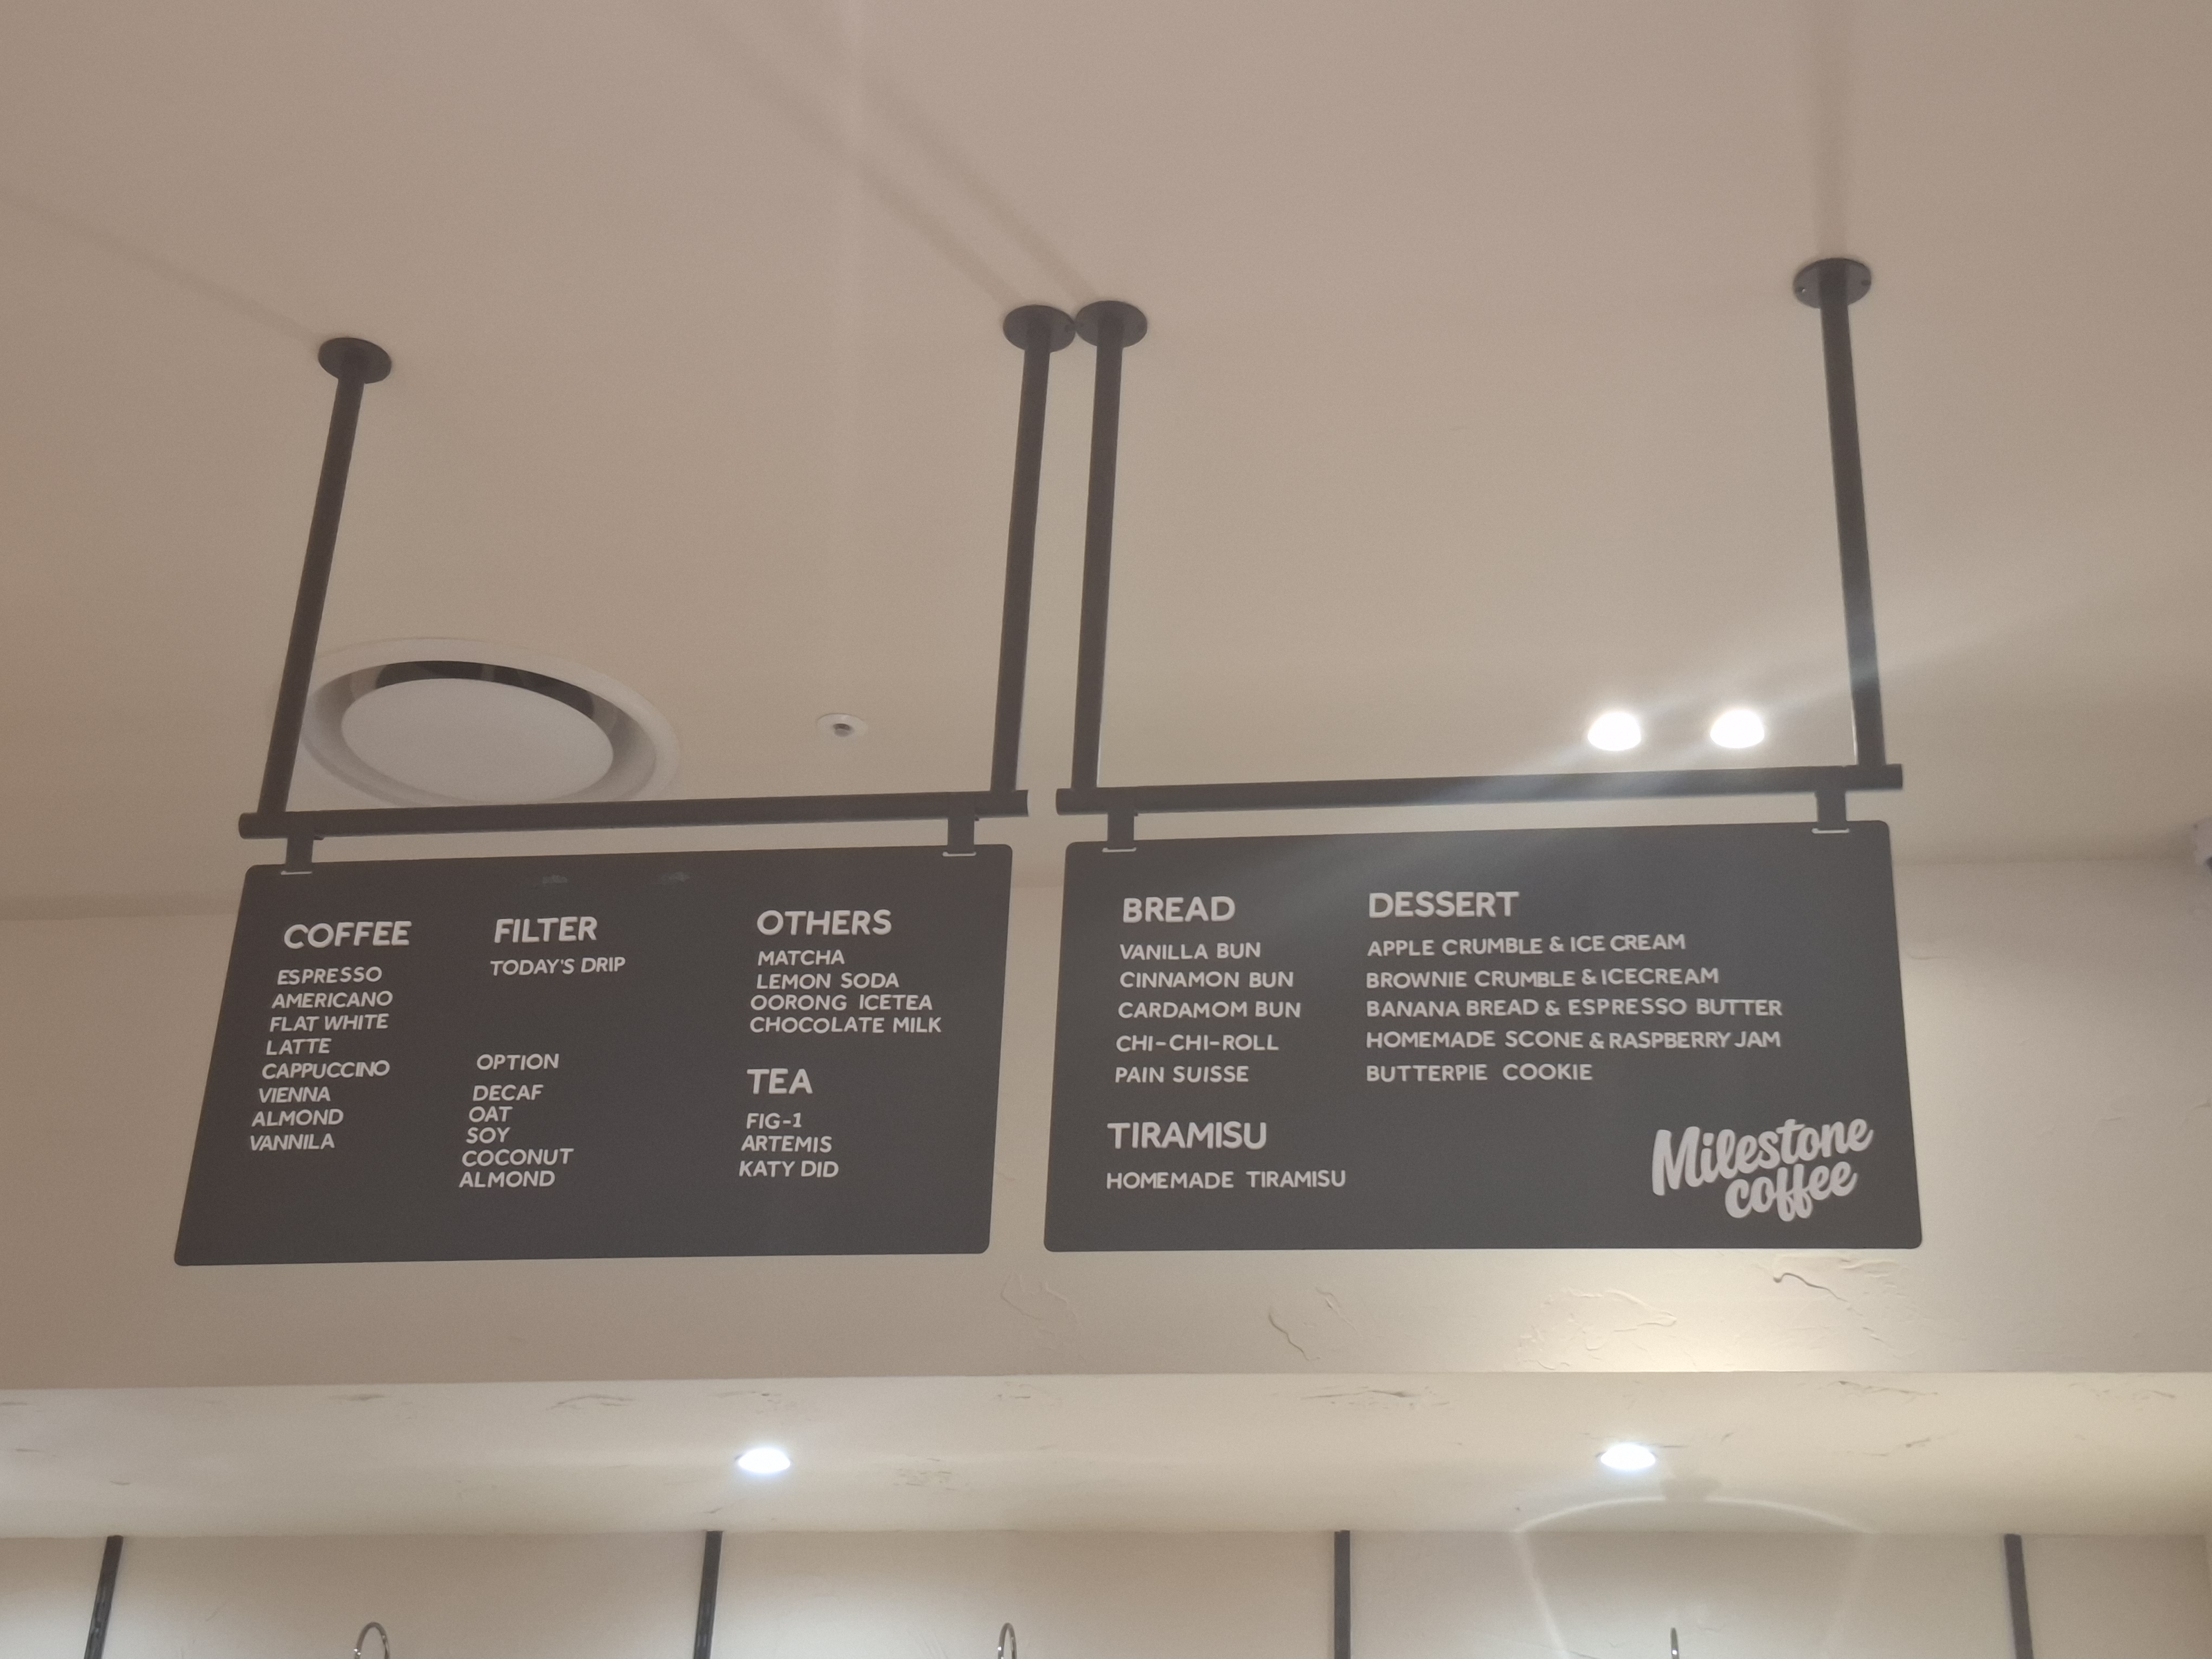 COFFEE
ESPRESSO
AMERICANO
FLAT WHITE
LATTE
CAPPUCCINO
VIENNA
ALMOND
VANNILA
FILTER
TODAY'S DRIP
OPTION
DECAF
OAT
SOY
COCONUT
ALMOND
OTHERS
MATCHA
LEMON SODA
OORONG ICETEA
CHOCOLATE MILK
TEA
FIG-1
ARTEMIS
KATY DID
BREAD
VANILLA BUN
CINNAMON BUN
CARDAMOM BUN
CHI-CHI-ROLL
PAIN SUISSE
TIRAMISU
HOMEMADE TIRAMISU
DESSERT
APPLE CRUMBLE & ICE CREAM
BROWNIE CRUMBLE & ICECREAM
BANANA BREAD & ESPRESSO BUTTER
HOMEMADE SCONE & RASPBERRY JAM
BUTTERPIE COOKIE
Milestone
coffee